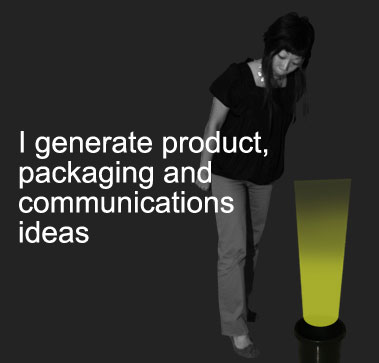 I generate product,
packaging and
communications
ideas